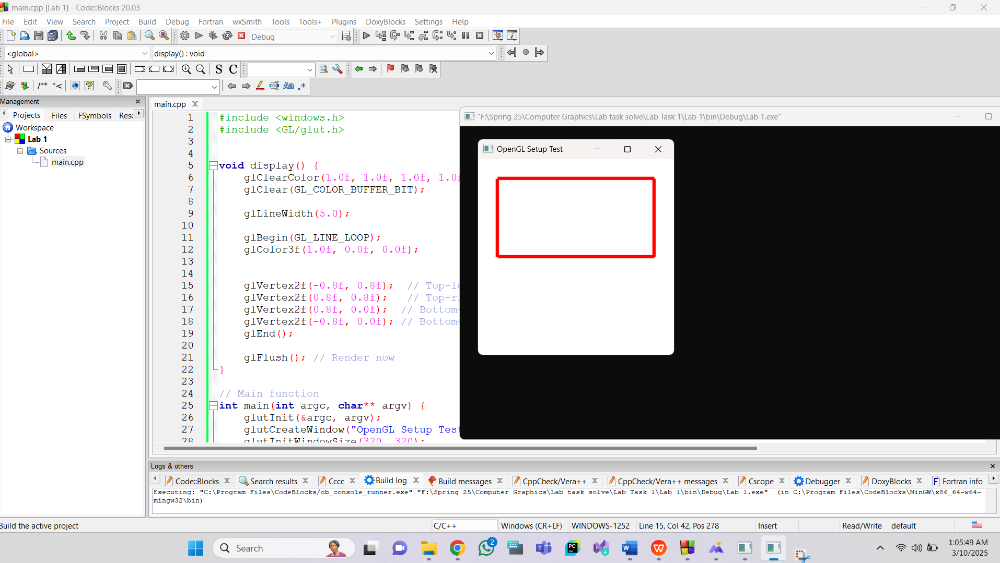 main.cpp [Lab 1] - Code::Blocks 20.03
File Edit View Search Project Build Debug Fortran wxSmith Tools Tools+ Plugins DoxyBlocks Settings Help
Debug
<global> display() : void
S C
/** *< Aa .*
Management
Projects Files FSymbols Resc
Workspace
Lab 1
Sources
main.cpp
main.cpp
1 #include <windows.h>
2 #include <GL/glut.h>
3
4
5 void display() {
6 glClearColor(1.0f, 1.0f, 1.0f, 1.0f
7 glClear(GL_COLOR_BUFFER_BIT);
8
9 glLineWidth(5.0);
10
11 glBegin(GL_LINE_LOOP);
12 glColor3f(1.0f, 0.0f, 0.0f);
13
14
15 glVertex2f(-0.8f, 0.8f); // Top-le
16 glVertex2f(0.8f, 0.8f); // Top-ri
17 glVertex2f(0.8f, 0.0f); // Bottom-
18 glVertex2f(-0.8f, 0.0f); // Bottom-
19 glEnd();
20
21 glFlush(); // Render now
22 }
23
24 // Main function
25 int main(int argc, char** argv) {
26 glutInit(&argc, argv);
27 glutCreateWindow("OpenGL Setup Test
28 glutInitWindowSize(320, 320);
"F:\Spring 25\Computer Graphics\Lab task solve\Lab Task 1\Lab 1\bin\Debug\Lab 1.exe"
OpenGL Setup Test
Logs & others
Code::Blocks Search results Cccc Build log Build messages CppCheck/Vera++ CppCheck/Vera++ messages Cscope Debugger DoxyBlocks Fortran info
Executing: "C:\Program Files\CodeBlocks/cb_console_runner.exe" "F:\Spring 25\Computer Graphics\Lab task solve\Lab Task 1\Lab 1\bin\Debug\Lab 1.exe" (in C:\Program Files\CodeBlocks\MinGW\x86_64-w64-
mingw32\bin)
Build the active project C/C++ Windows (CR+LF) WINDOWS-1252 Line 15, Col 42, Pos 278 Insert Read/Write default
Search 2 1:05:49 AM
3/10/2025